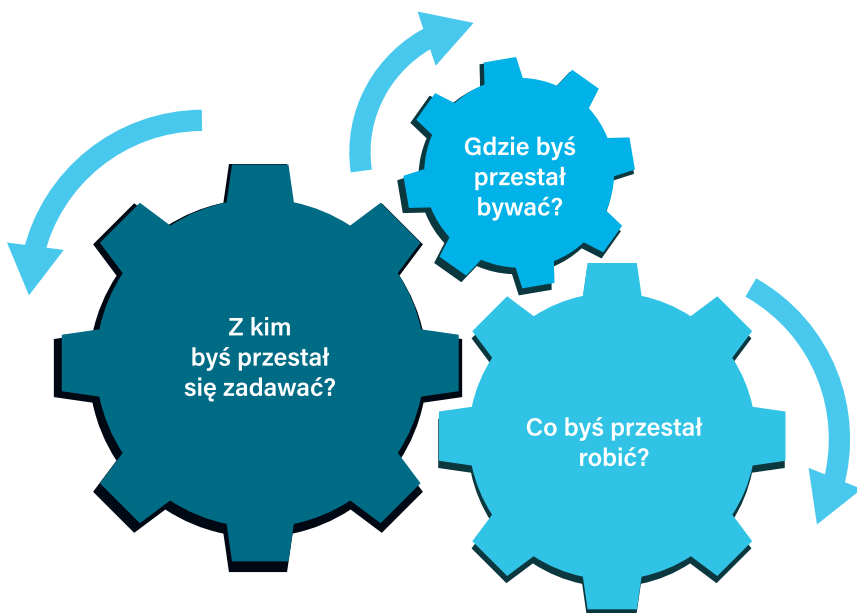 Gdzie byś
przestał
bywać?
Z kim
byś przestał
się zadawać?
Co byś przestał
robić?